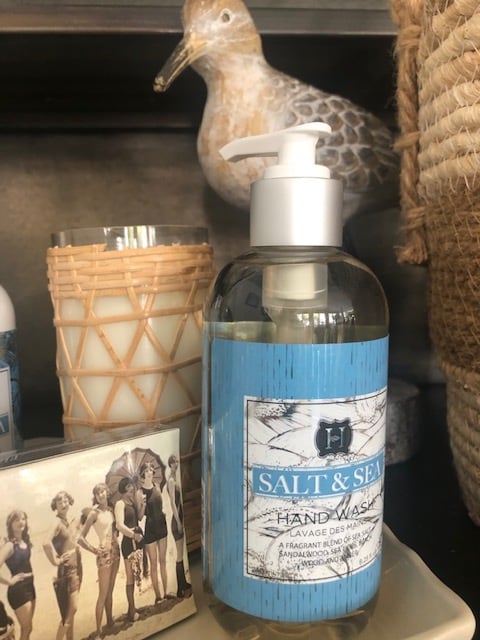 H
SALT & SEA
HAND WASH
LAVAGE DES MAINS
A FRAGRANT BLEND OF SEA SALT,
SANDALWOOD, SEA
WOOD AND